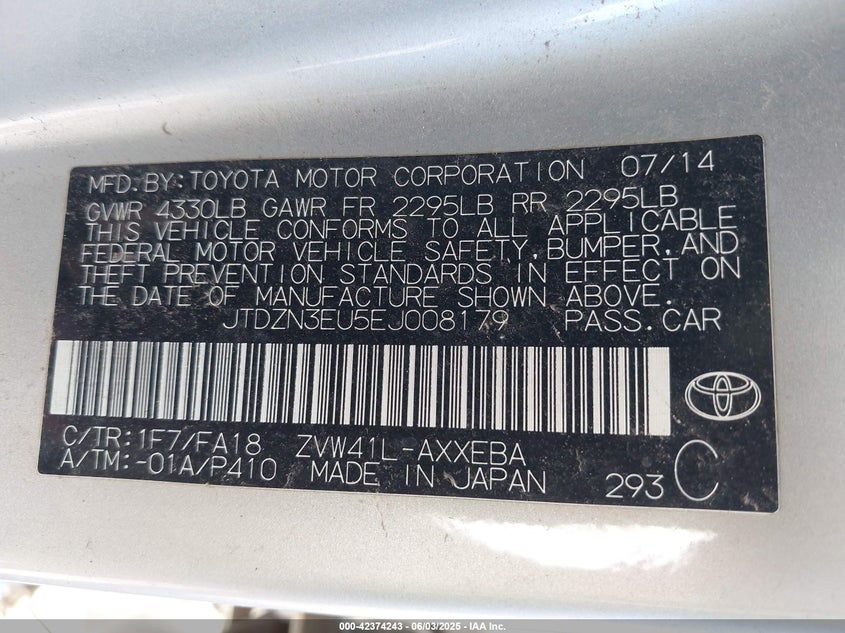 MFD.BY:TOYOTA MOTOR CORPORATION 07/14
GVWR 4330LB GAWR FR 2295LB RR 2295LB
THIS VEHICLE CONFORMS TO ALL APPLICABLE
FEDERAL MOTOR VEHICLE SAFETY,BUMPER,AND
THEFT PREVENTION STANDARDS IN EFFECT ON
THE DATE OF MANUFACTURE SHOWN ABOVE.
JTDZN3EU5EJ008179 PASS.CAR
C/TR:1F7/FA18 ZVW41L-AXXEBA
A/TM:-01A/P410 MADE IN JAPAN 293 C
000-42374243 - 06/03/2025 - IAA Inc.